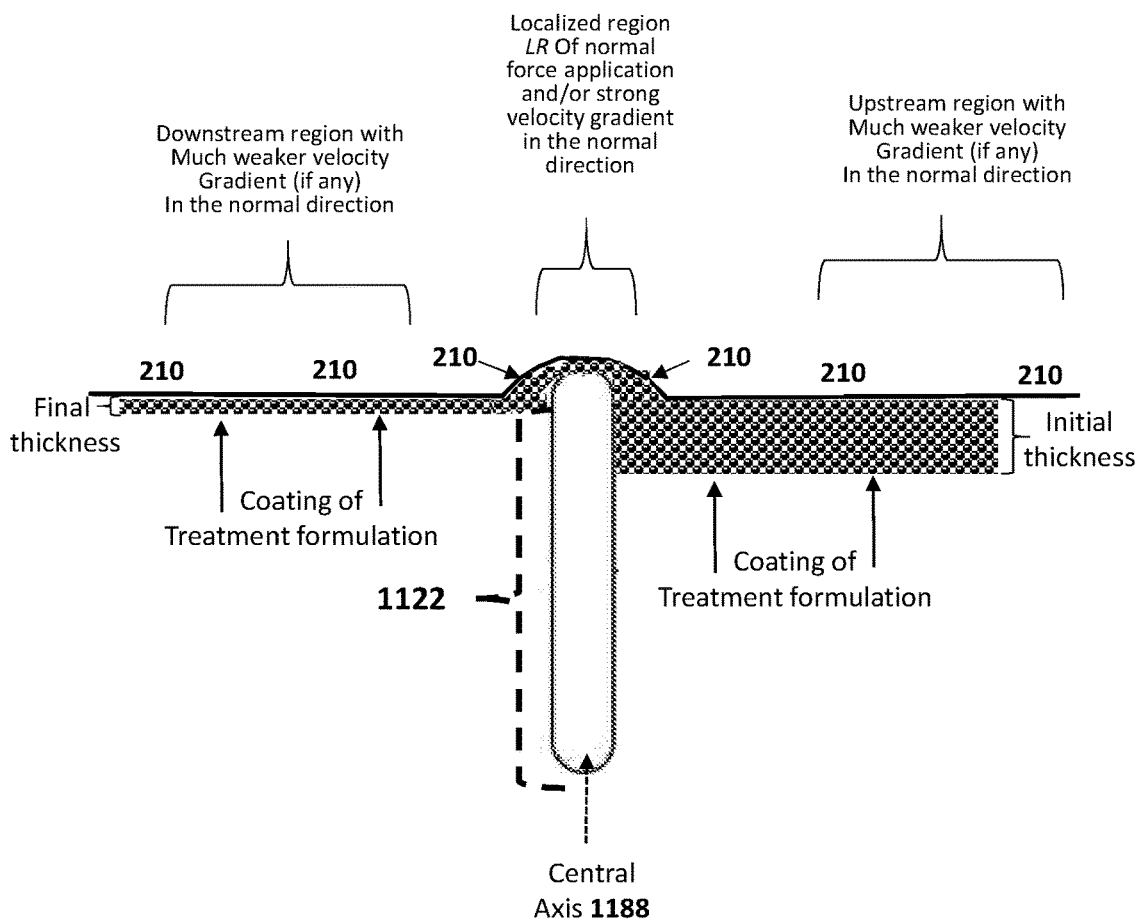 Localized region
LR Of normal
force application
and/or strong
velocity gradient
in the normal
direction
Downstream region with
Much weaker velocity
Gradient (if any)
In the normal direction
Upstream region with
Much weaker velocity
Gradient (if any)
In the normal direction
210 210 210 210 210 210
Final
thickness
Initial
thickness
Coating of
Treatment formulation
Coating of
Treatment formulation
1122
Central
Axis 1188